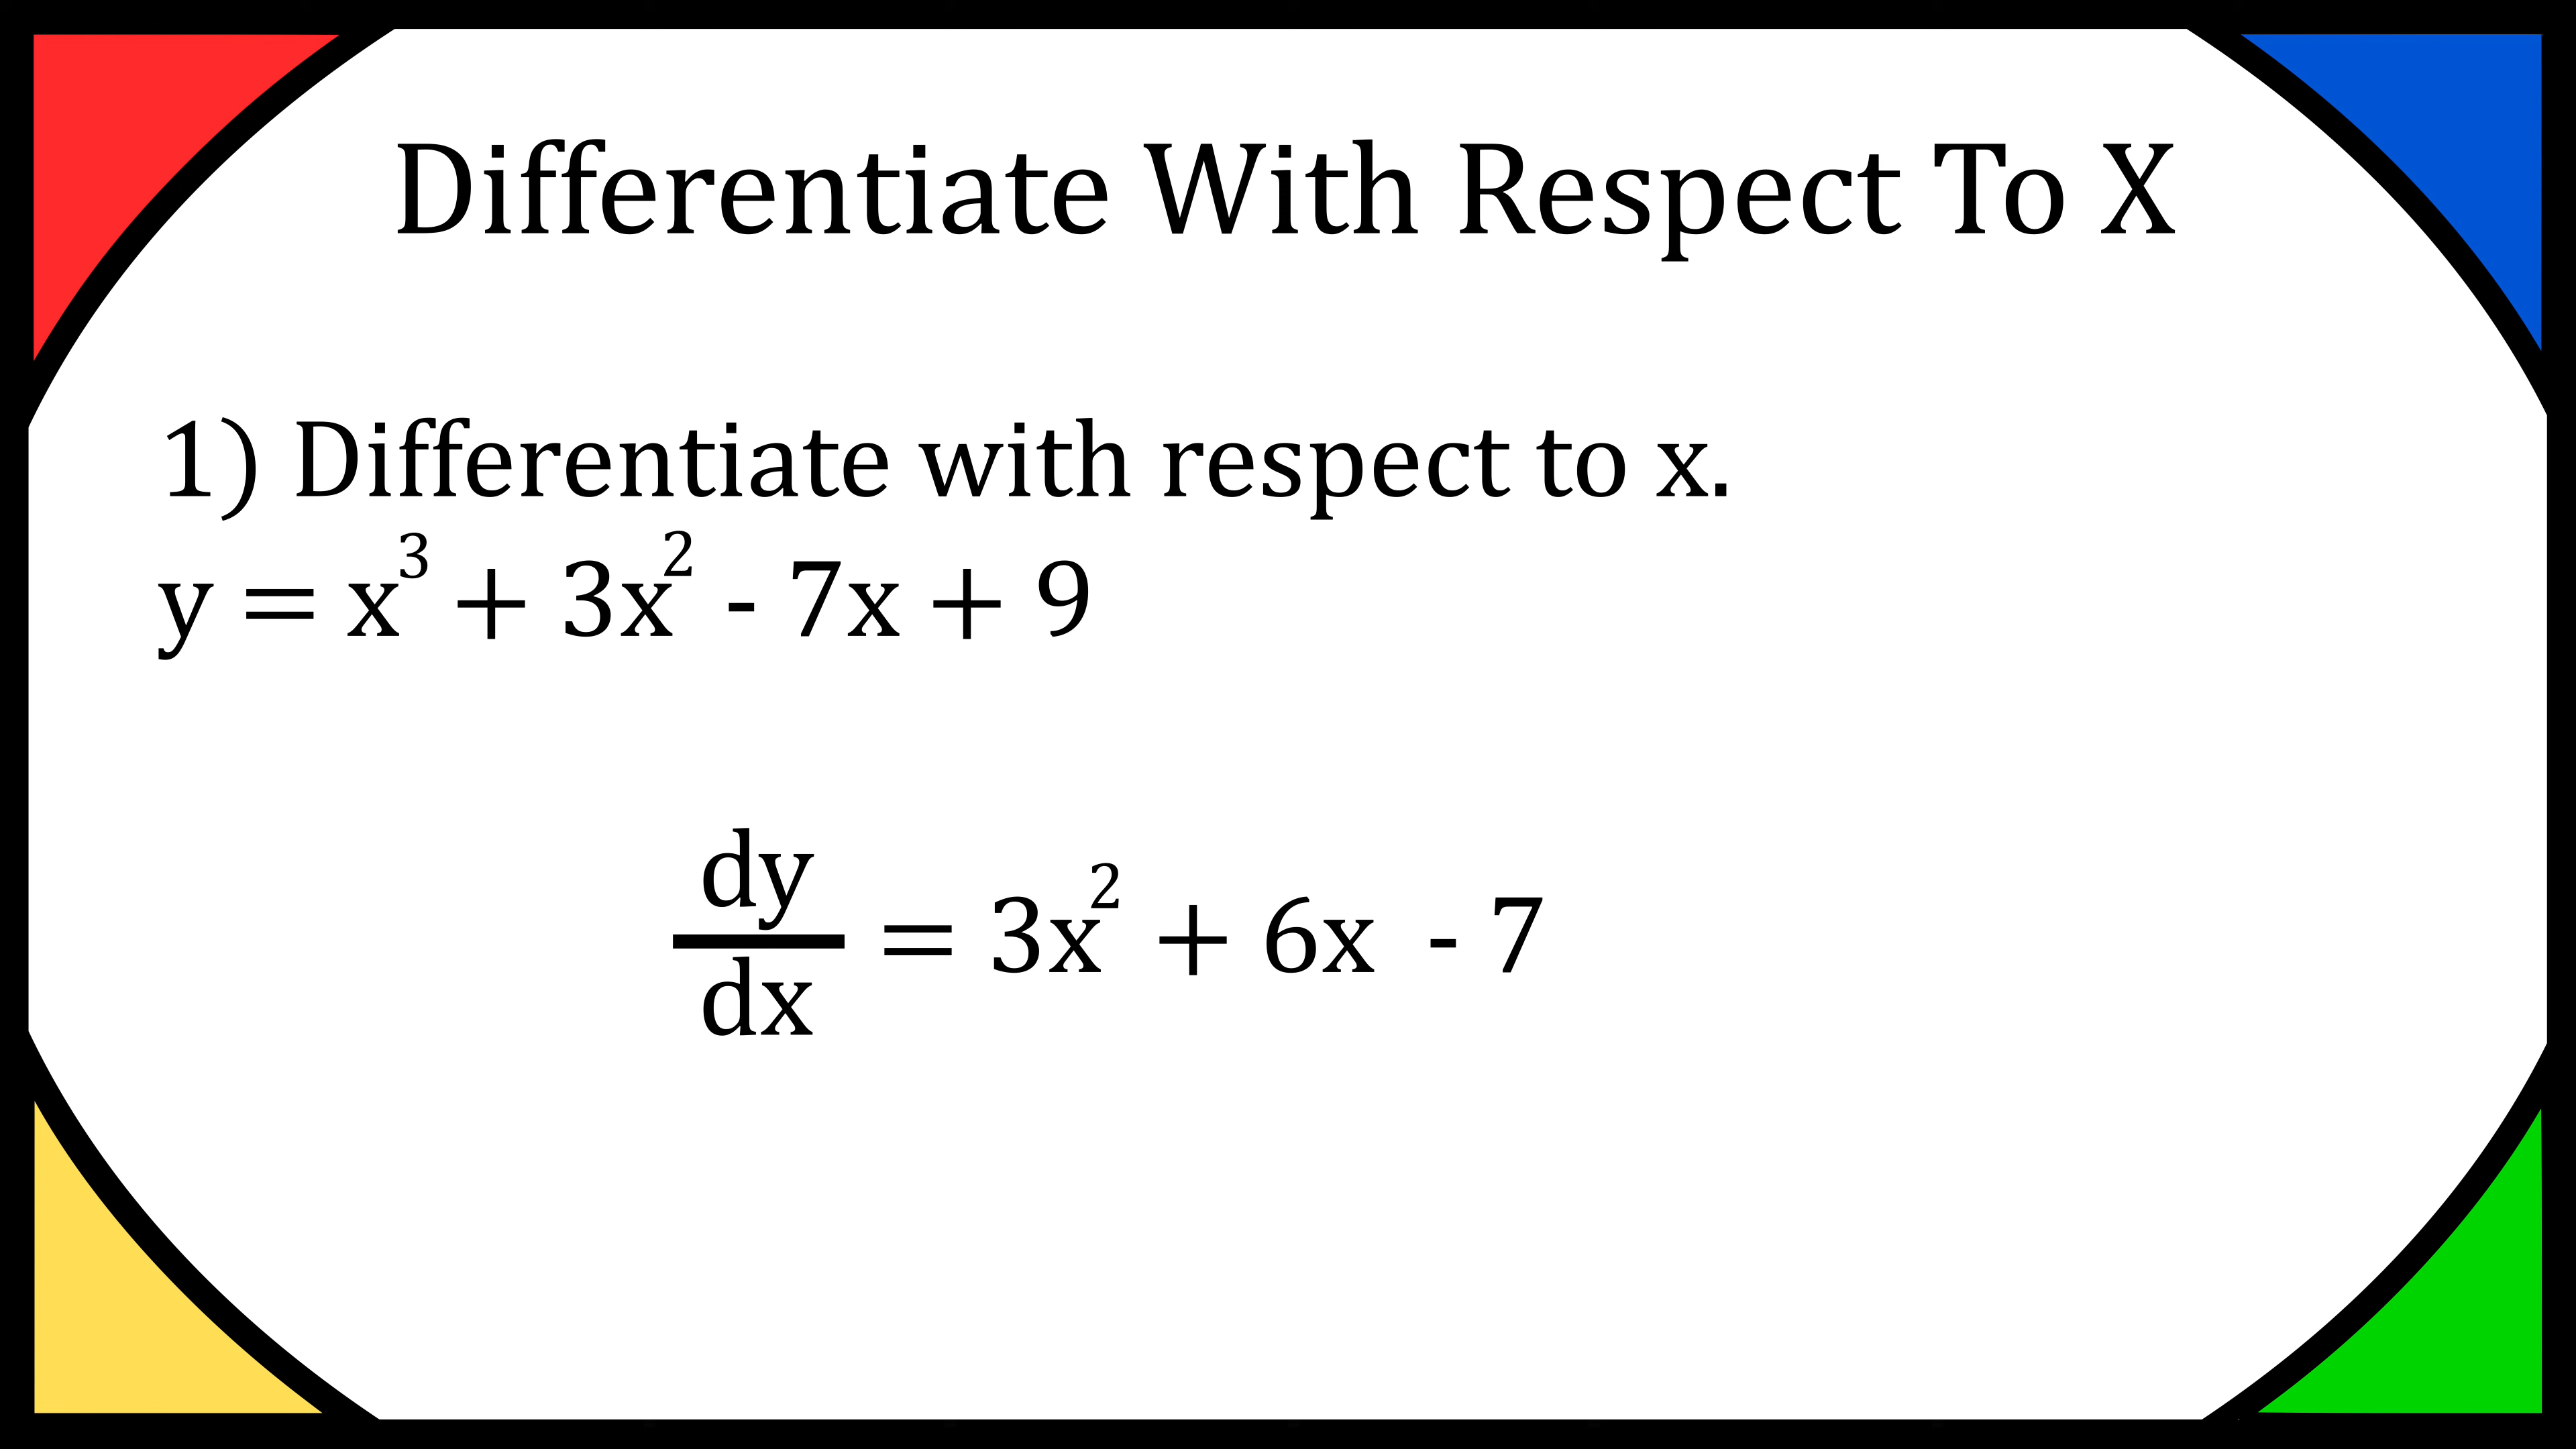 Differentiate With Respect To X
1) Differentiate with respect to x.
y = x³ + 3x² - 7x + 9
dy
dx
= 3x² + 6x - 7